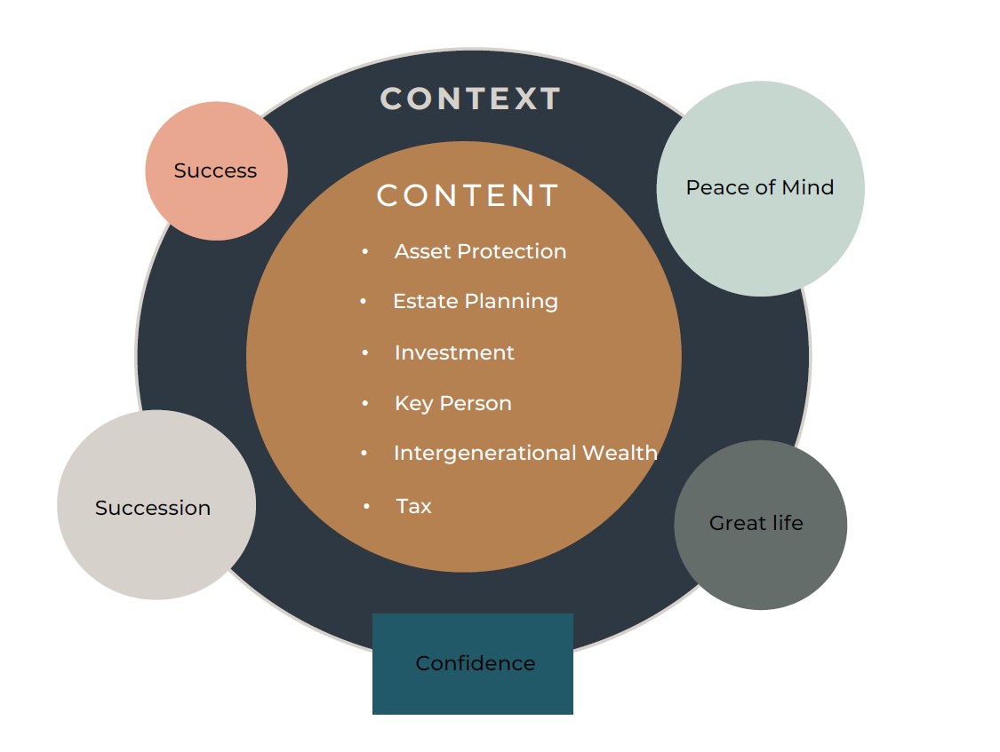 CONTEXT
Success
Peace of Mind
CONTENT
• Asset Protection
• Estate Planning
• Investment
• Key Person
• Intergenerational Wealth
• Tax
Succession
Great life
Confidence